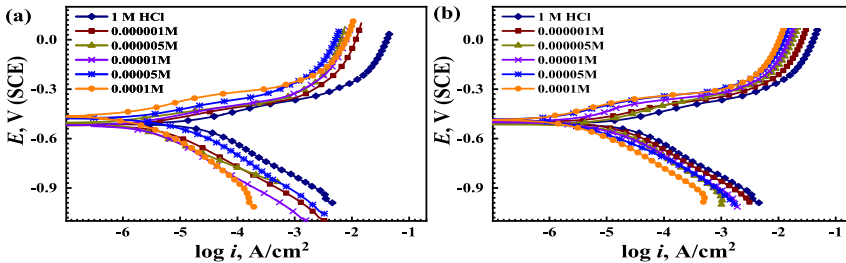 (a)
1 M HCl
0.000001M
0.000005M
0.00001M
0.00005M
0.0001M
E, V (SCE)
0.0
-0.3
-0.6
-0.9
-6 -5 -4 -3 -2 -1
log i, A/cm²
(b)
1 M HCl
0.000001M
0.000005M
0.00001M
0.00005M
0.0001M
E, V (SCE)
0.0
-0.3
-0.6
-0.9
-6 -5 -4 -3 -2 -1
log i, A/cm²